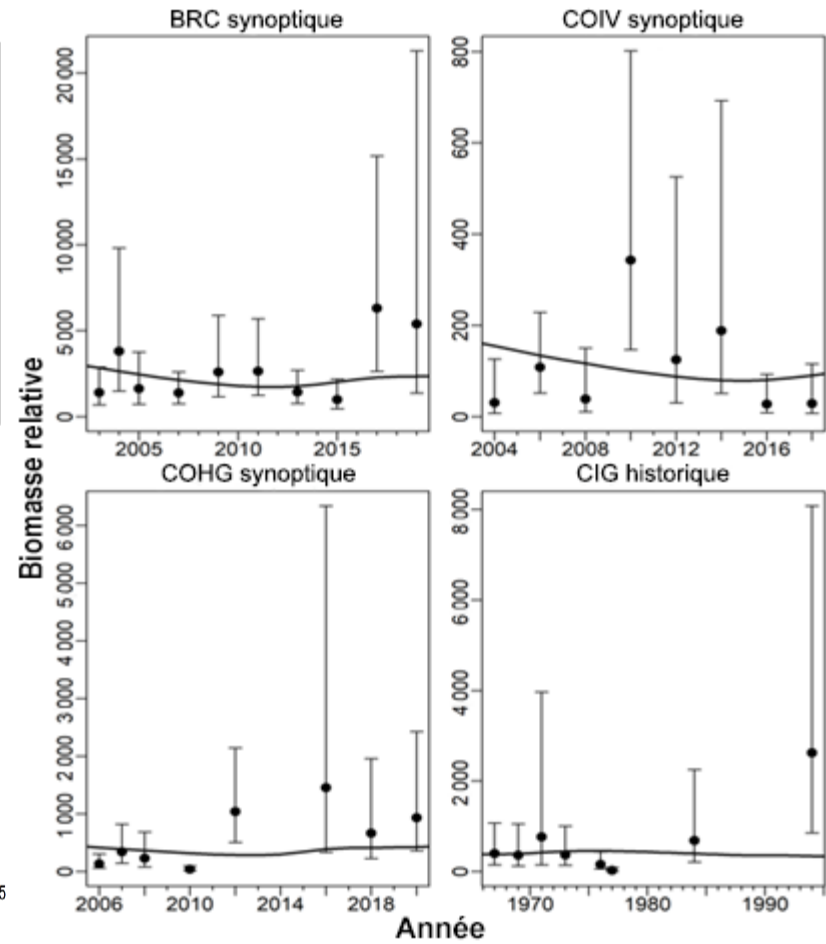 BRC synoptique
COIV synoptique
20 000
15 000
10 000
5 000
0
2005 2010 2015
800
600
400
200
0
2004 2008 2012 2016
Biomasse relative
COHG synoptique
CIG historique
6 000
5 000
4 000
3 000
2 000
1 000
0
2006 2010 2014 2018
8 000
6 000
4 000
2 000
0
1970 1980 1990
5
Année